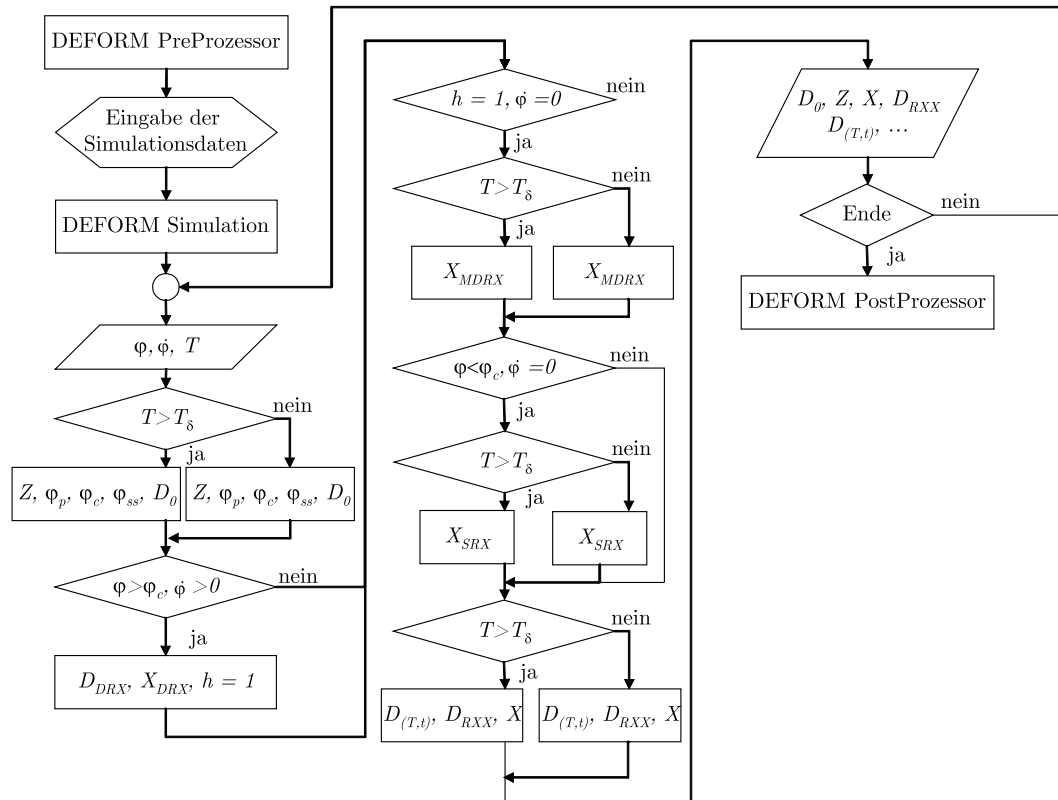 DEFORM PreProzessor
Eingabe der
Simulationsdaten
DEFORM Simulation
φ, φ̇, T
T>T_δ
nein
ja
Z, φ_p, φ_c, φ_ss, D_0
Z, φ_p, φ_c, φ_ss, D_0
φ>φ_c, φ̇ >0
nein
ja
D_DRX, X_DRX, h = 1
h = 1, φ̇ =0
nein
ja
T>T_δ
nein
ja
X_MDRX
X_MDRX
φ<φ_c, φ̇ =0
nein
ja
T>T_δ
nein
ja
X_SRX
X_SRX
T>T_δ
nein
ja
D_(T,t), D_RXX, X
D_(T,t), D_RXX, X
D_0, Z, X, D_RXX
D_(T,t), ...
Ende
nein
ja
DEFORM PostProzessor